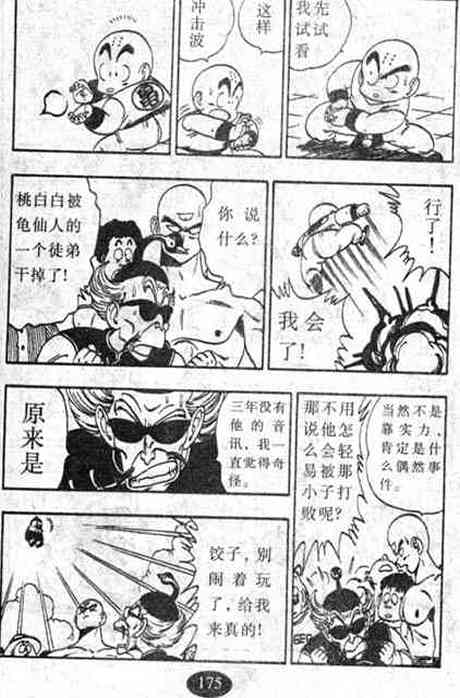 我先
试试
看
这
样
冲
击
波
龟
行了!
我会
了!
你说
什么?
桃白白被
龟仙人的
一个徒弟
干掉了!
当然不是
靠实力，
肯定是什
么偶然事
件。
那不用
说他怎
么会轻
易被那
小子打
败呢?
三年没有
他的音
讯，我一
直觉得奇
怪。
原
来
是
饺子，别
闹着玩
了，给我
来真的!
175